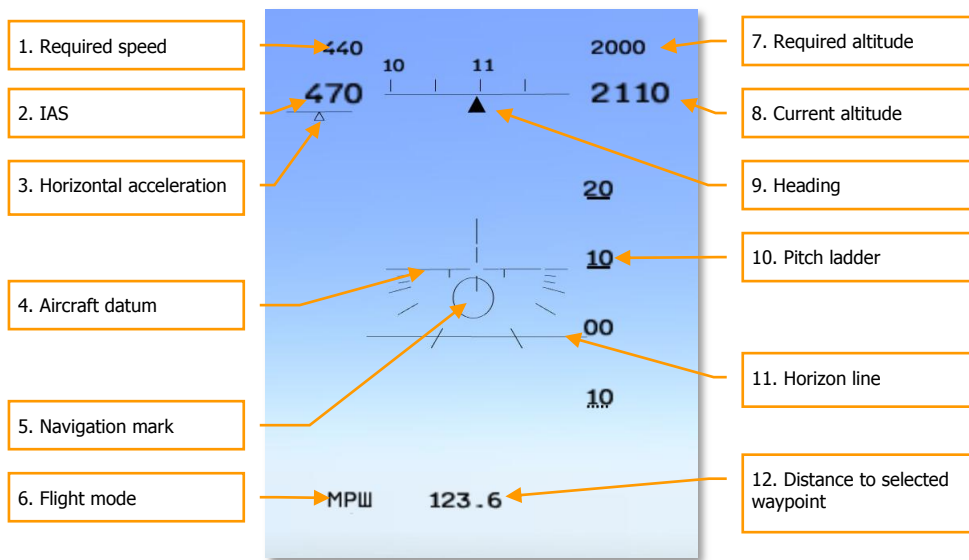 1. Required speed
2. IAS
3. Horizontal acceleration
4. Aircraft datum
5. Navigation mark
6. Flight mode
440
2000
10 11
470
2110
20
10
00
10
МРШ 123.6
7. Required altitude
8. Current altitude
9. Heading
10. Pitch ladder
11. Horizon line
12. Distance to selected
waypoint